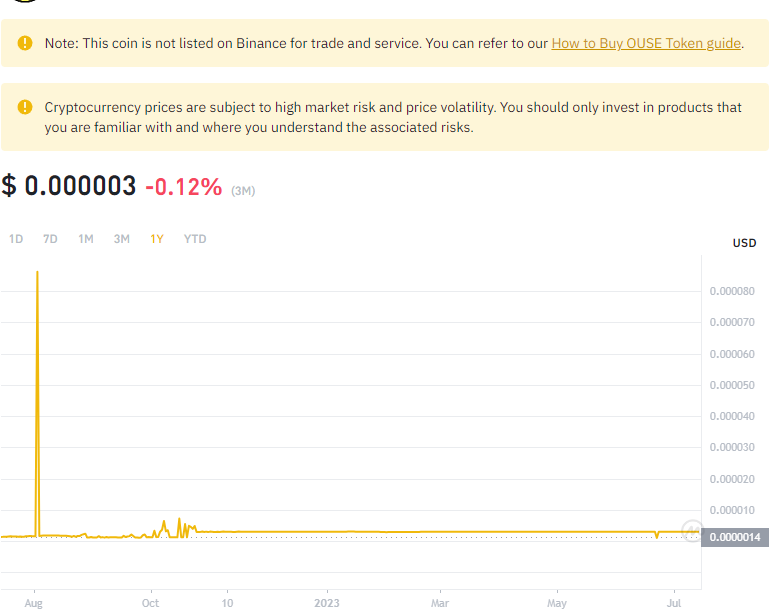 Note: This coin is not listed on Binance for trade and service. You can refer to our How to Buy OUSE Token guide.
Cryptocurrency prices are subject to high market risk and price volatility. You should only invest in products that
you are familiar with and where you understand the associated risks.
$ 0.000003 -0.12% (3M)
1D 7D 1M 3M 1Y YTD
USD
0.000080
0.000070
0.000060
0.000050
0.000040
0.000030
0.000020
0.000010
0.0000014
Aug Oct 10 2023 Mar May Jul